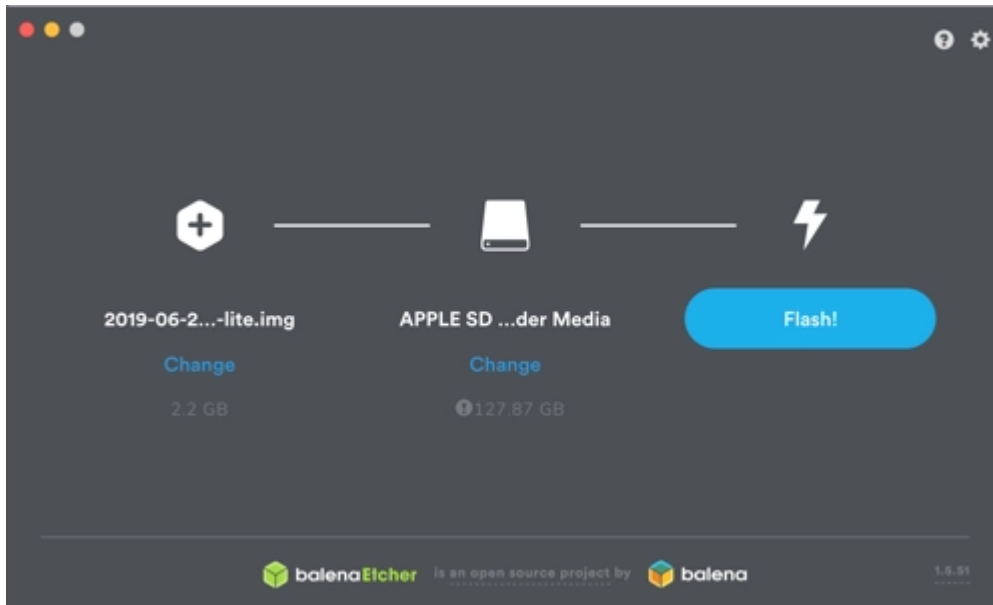 2019-06-2...-lite.img
APPLE SD ...der Media
Flash!
Change
Change
2.2 GB
127.87 GB
balenaEtcher is an open source project by balena
1.5.51